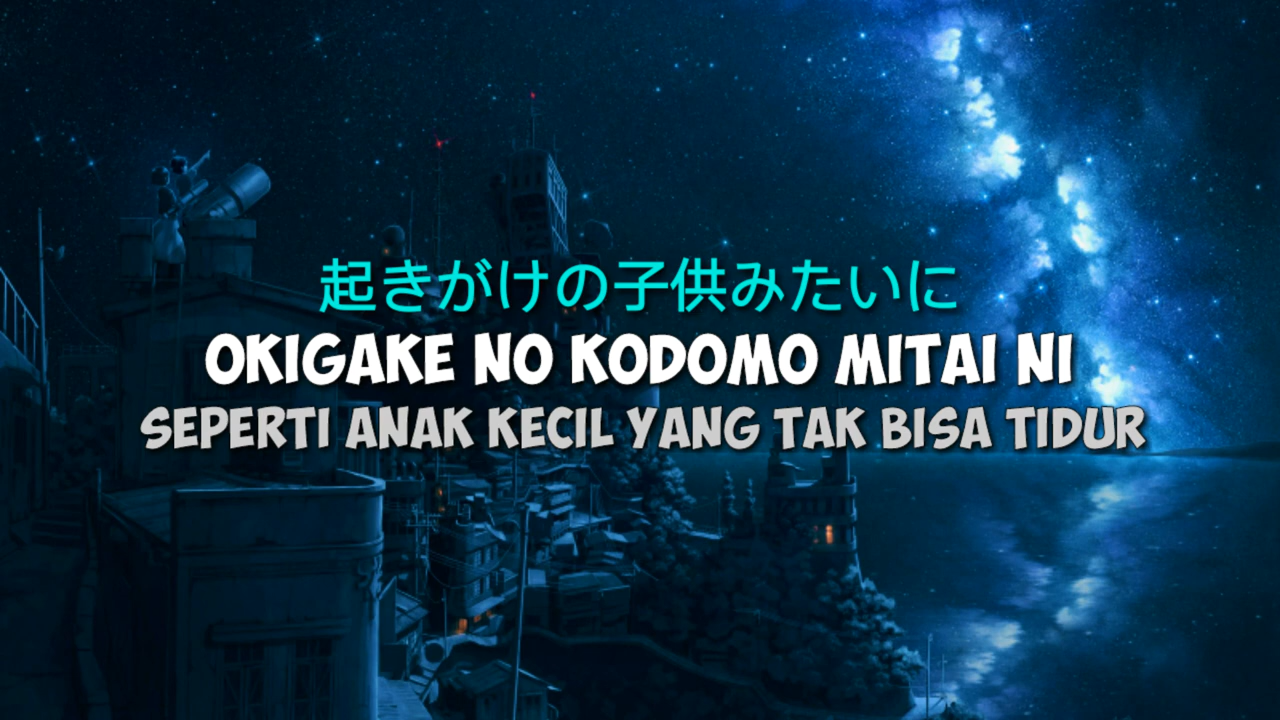 起きがけの子供みたいに
OKIGAKE NO KODOMO MITAI NI
SEPERTI ANAK KECIL YANG TAK BISA TIDUR